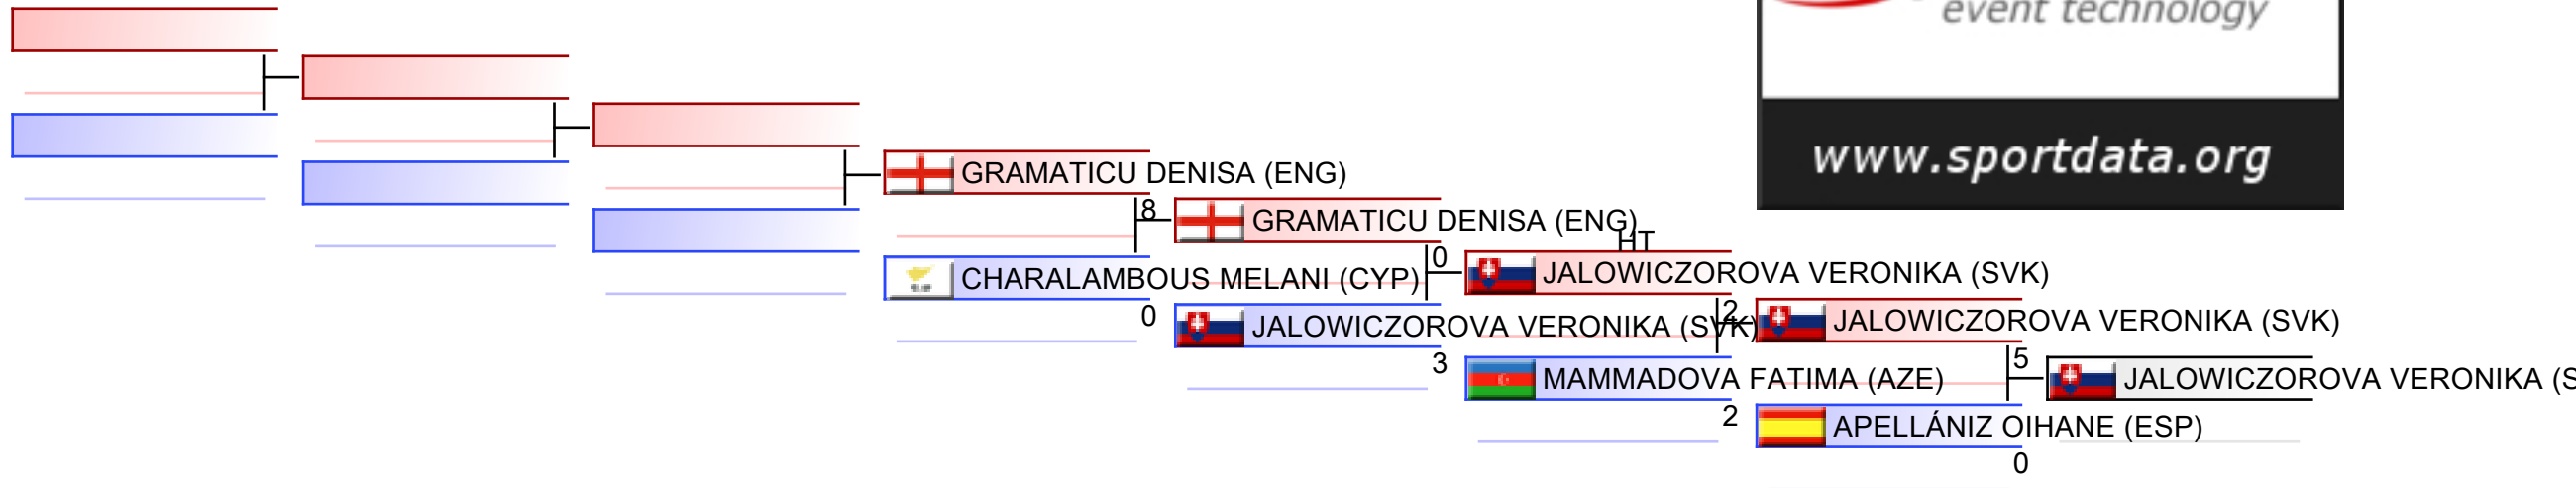 event technology
www.sportdata.org
GRAMATICU DENISA (ENG)
8
GRAMATICU DENISA (ENG)
HT
CHARALAMBOUS MELANI (CYP)
0
0
JALOWICZOROVA VERONIKA (SVK)
JALOWICZOROVA VERONIKA (SVK)
3
2
JALOWICZOROVA VERONIKA (SVK)
MAMMADOVA FATIMA (AZE)
2
5
JALOWICZOROVA VERONIKA (S
APELLÁNIZ OIHANE (ESP)
0